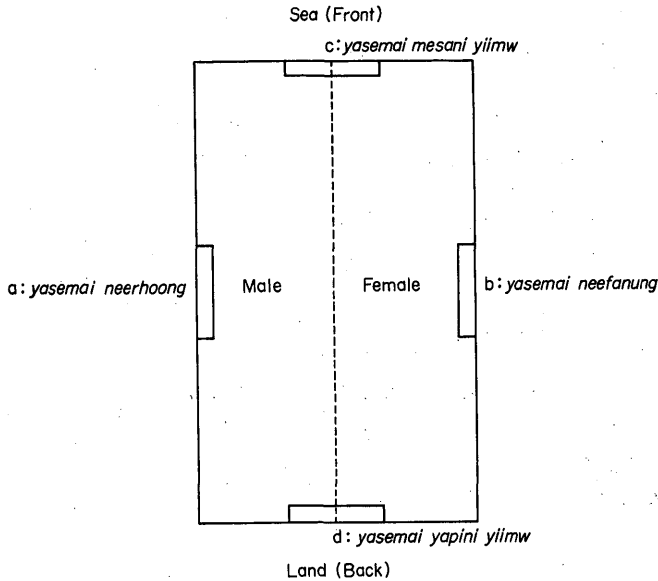 Sea (Front)
c: yasemai mesani yiimw
a: yasemai neerhoong
Male
Female
b: yasemai neefanung
d: yasemai yapini yiimw
Land (Back)